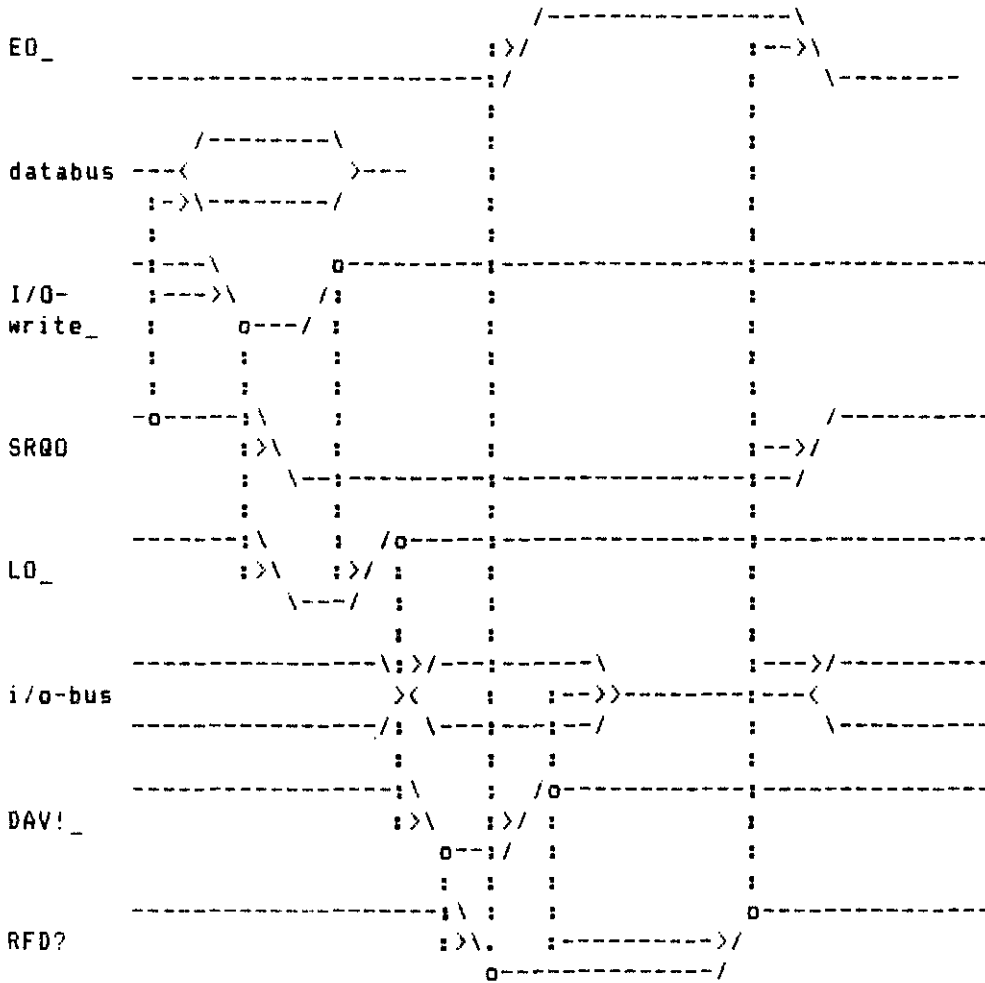 EO_
databus
I/O-
write_
SRQO
LO_
i/o-bus
DAV!_
RFD?